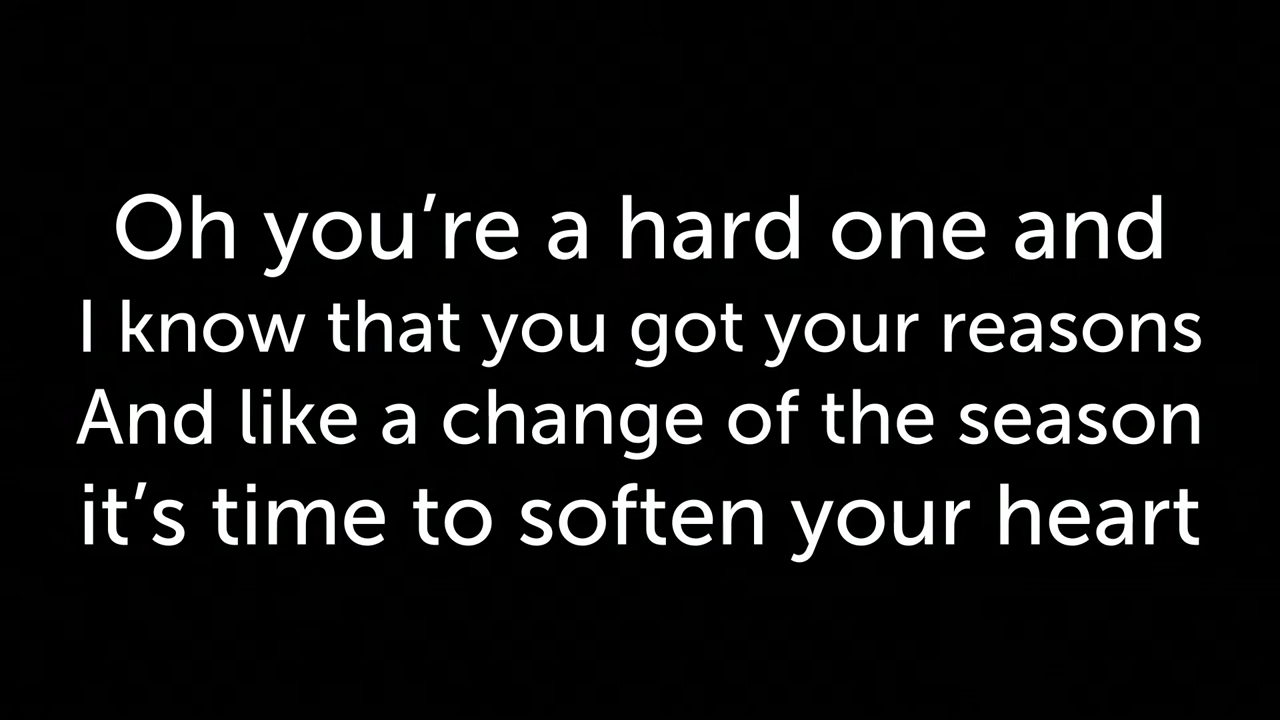 Oh you’re a hard one and
I know that you got your reasons
And like a change of the season
it’s time to soften your heart